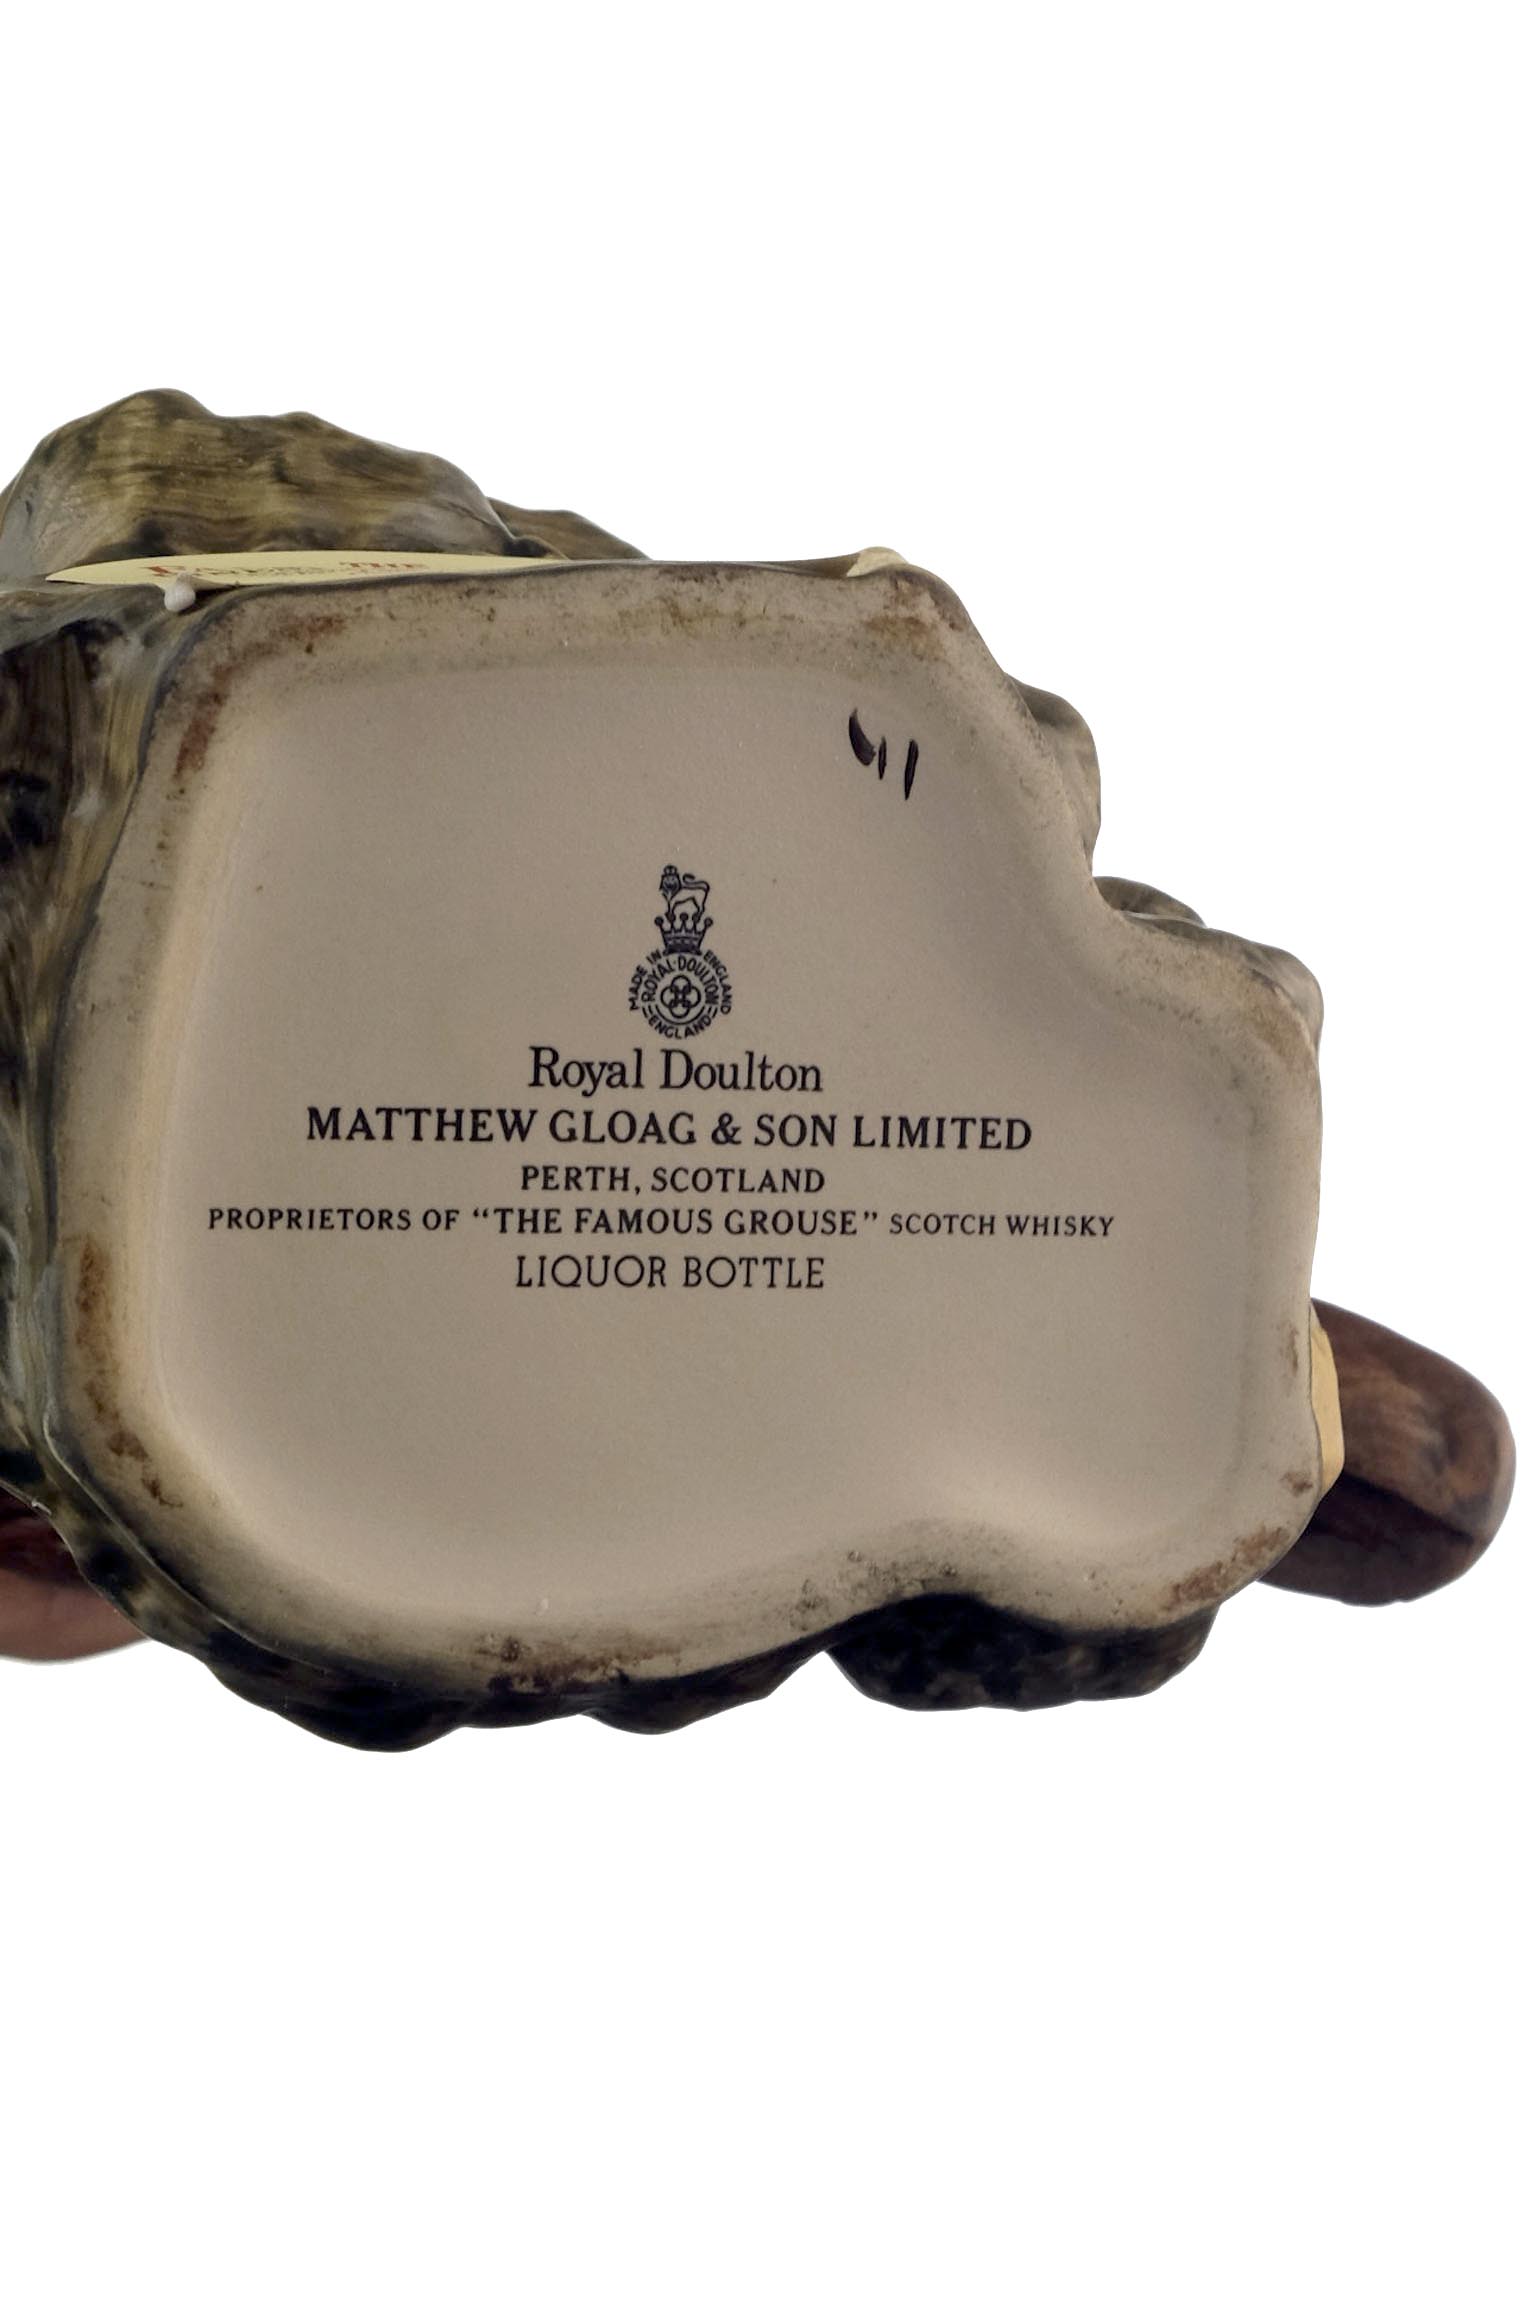 MADE IN ENGLAND
ROYAL·DOULTON
ENGLAND
Royal Doulton
MATTHEW GLOAG & SON LIMITED
PERTH, SCOTLAND
PROPRIETORS OF “THE FAMOUS GROUSE” SCOTCH WHISKY
LIQUOR BOTTLE